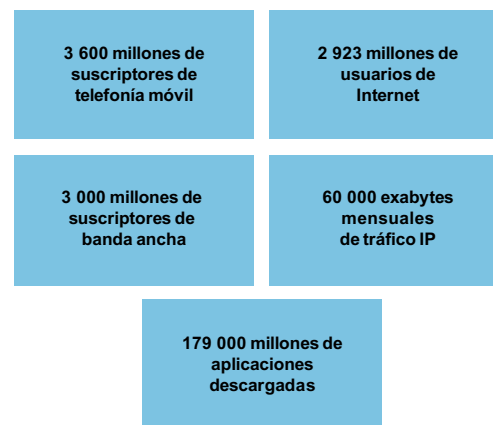 3 600 millones de
suscriptores de
telefonía móvil
2 923 millones de
usuarios de
Internet
3 000 millones de
suscriptores de
banda ancha
60 000 exabytes
mensuales
de tráfico IP
179 000 millones de
aplicaciones
descargadas